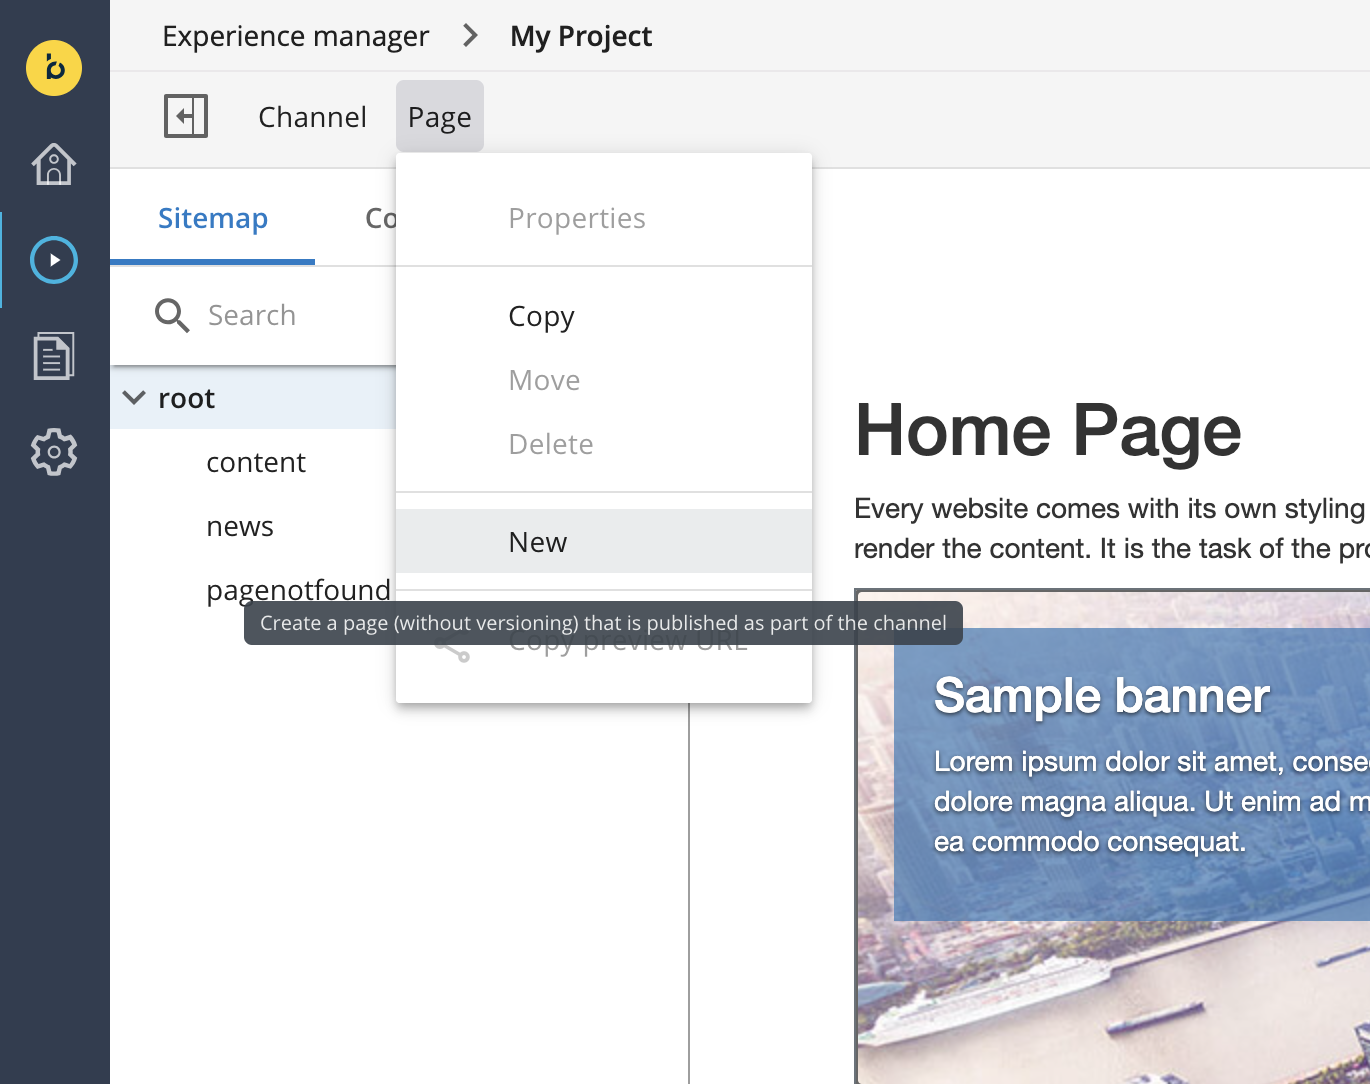 Experience manager > My Project
Channel
Page
Sitemap
Co
Properties
Search
Copy
Move
Delete
root
content
news
pagenotfound
New
Create a page (without versioning) that is published as part of the channel
Copy preview URL
Home Page
Every website comes with its own styling
render the content. It is the task of the pro
Sample banner
Lorem ipsum dolor sit amet, conse
dolore magna aliqua. Ut enim ad m
ea commodo consequat.